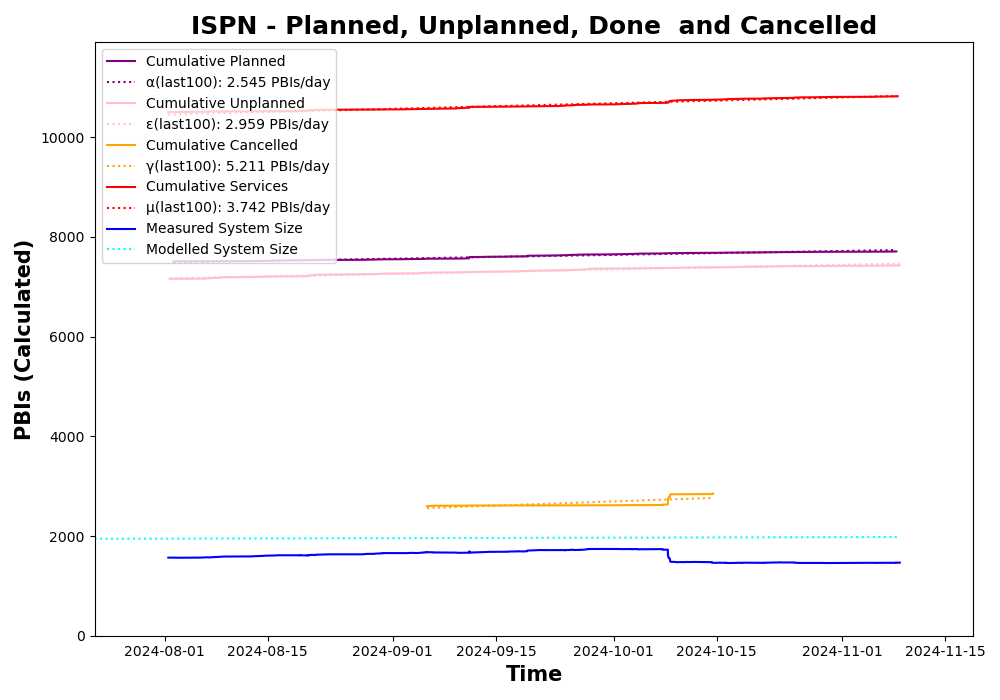 ISPN - Planned, Unplanned, Done  and Cancelled
Cumulative Planned
α(last100): 2.545 PBIs/day
Cumulative Unplanned
ε(last100): 2.959 PBIs/day
Cumulative Cancelled
γ(last100): 5.211 PBIs/day
Cumulative Services
μ(last100): 3.742 PBIs/day
Measured System Size
Modelled System Size
PBIs (Calculated)
10000
8000
6000
4000
2000
0
2024-08-01 2024-08-15 2024-09-01 2024-09-15 2024-10-01 2024-10-15 2024-11-01 2024-11-15
Time